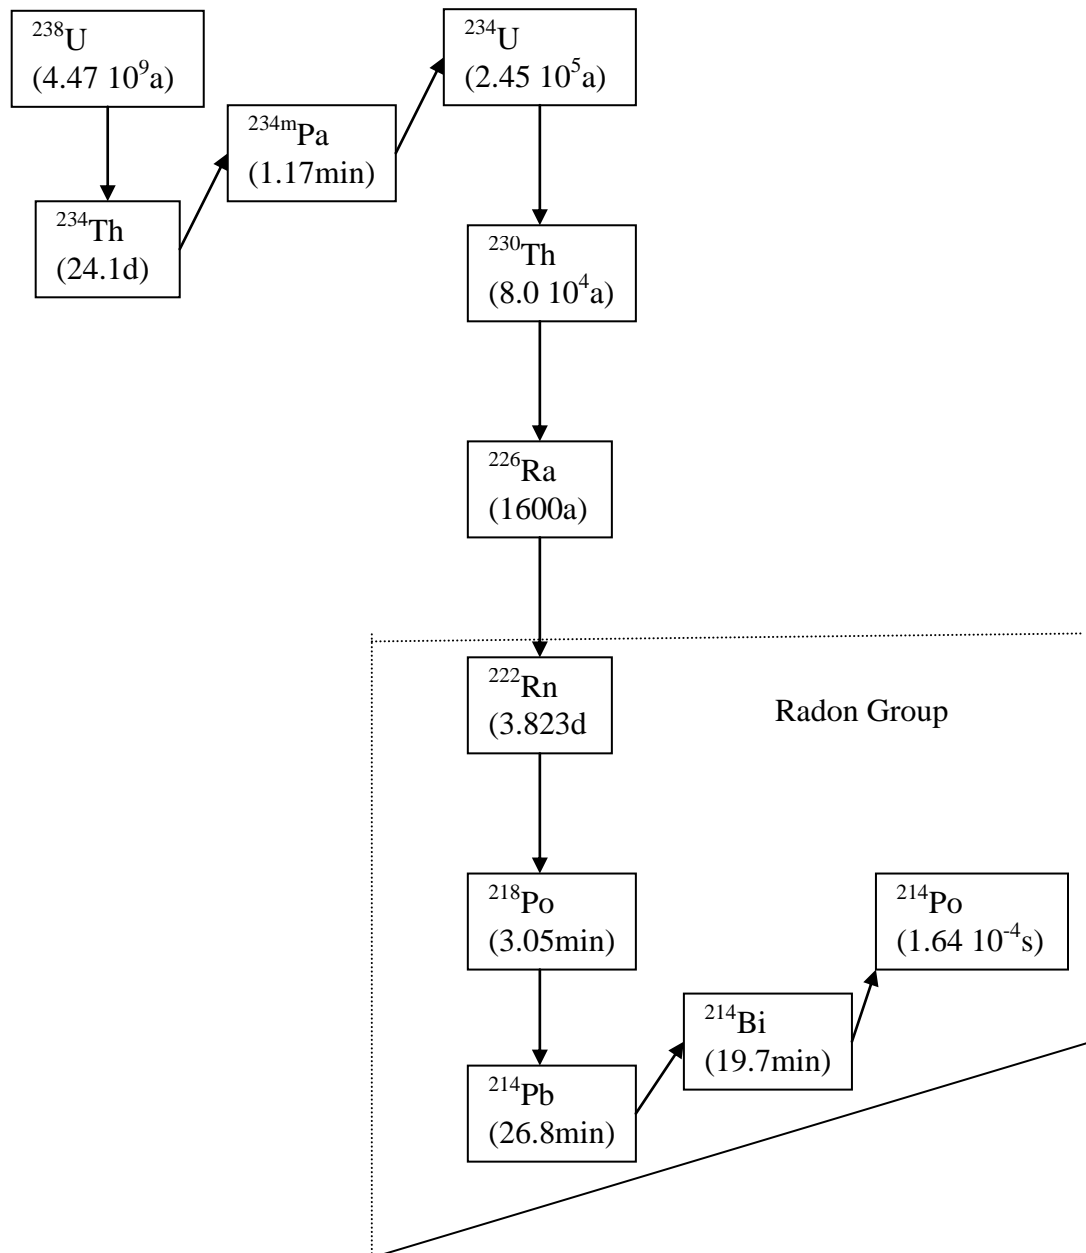 ²³⁸U
(4.47 10⁹a)
²³⁴U
(2.45 10⁵a)
²³⁴ᵐPa
(1.17min)
²³⁴Th
(24.1d)
²³⁰Th
(8.0 10⁴a)
²²⁶Ra
(1600a)
²²²Rn
(3.823d
Radon Group
²¹⁸Po
(3.05min)
²¹⁴Po
(1.64 10⁻⁴s)
²¹⁴Bi
(19.7min)
²¹⁴Pb
(26.8min)